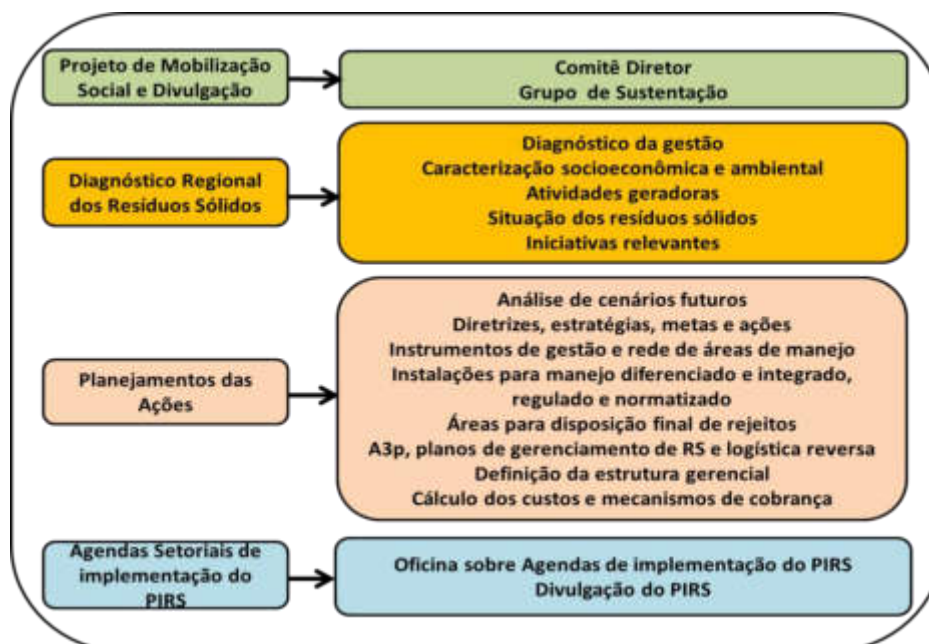 Projeto de Mobilização
Social e Divulgação
Comitê Diretor
Grupo de Sustentação
Diagnóstico Regional
dos Resíduos Sólidos
Diagnóstico da gestão
Caracterização socioeconômica e ambiental
Atividades geradoras
Situação dos resíduos sólidos
Iniciativas relevantes
Planejamentos das
Ações
Análise de cenários futuros
Diretrizes, estratégias, metas e ações
Instrumentos de gestão e rede de áreas de manejo
Instalações para manejo diferenciado e integrado,
regulado e normatizado
Áreas para disposição final de rejeitos
A3p, planos de gerenciamento de RS e logística reversa
Definição da estrutura gerencial
Cálculo dos custos e mecanismos de cobrança
Agendas Setoriais de
implementação do
PIRS
Oficina sobre Agendas de implementação do PIRS
Divulgação do PIRS